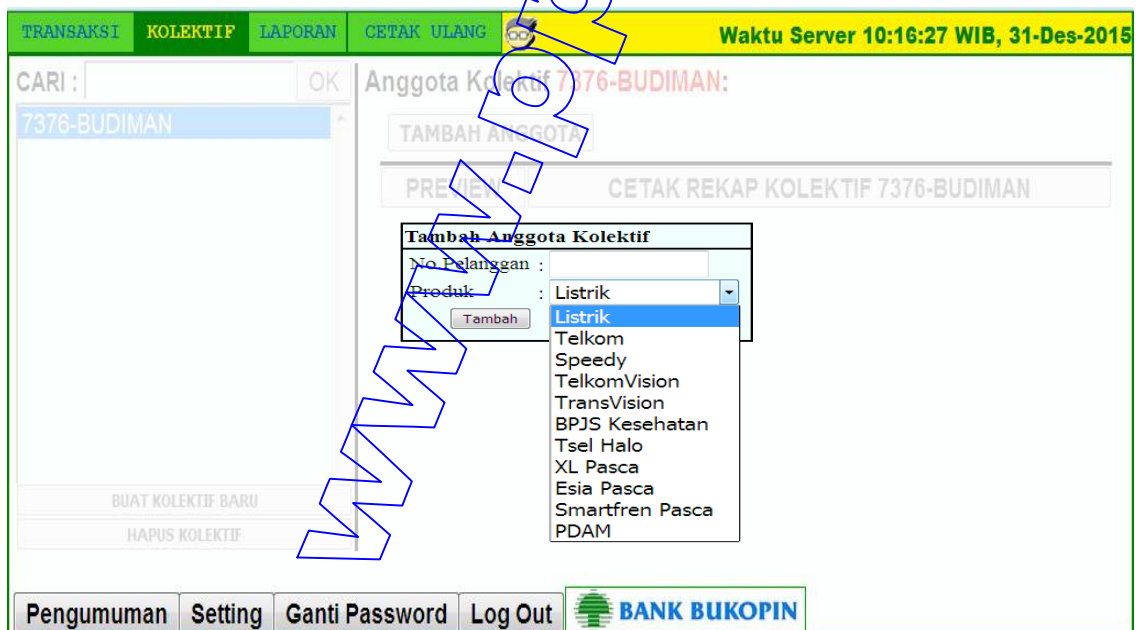 TRANSAKSI KOLEKTIF LAPORAN CETAK ULANG Waktu Server 10:16:27 WIB, 31-Des-2015
CARI : OK
7376-BUDIMAN
BUAT KOLEKTIF BARU
HAPUS KOLEKTIF
Anggota Kolektif 7376-BUDIMAN:
TAMBAH ANGGOTA
PREVIEW CETAK REKAP KOLEKTIF 7376-BUDIMAN
Tambah Anggota Kolektif
No Pelanggan :
Produk : Listrik
Tambah
Listrik
Telkom
Speedy
TelkomVision
TransVision
BPJS Kesehatan
Tsel Halo
XL Pasca
Esia Pasca
Smartfren Pasca
PDAM
Pengumuman Setting Ganti Password Log Out BANK BUKOPIN
www.p